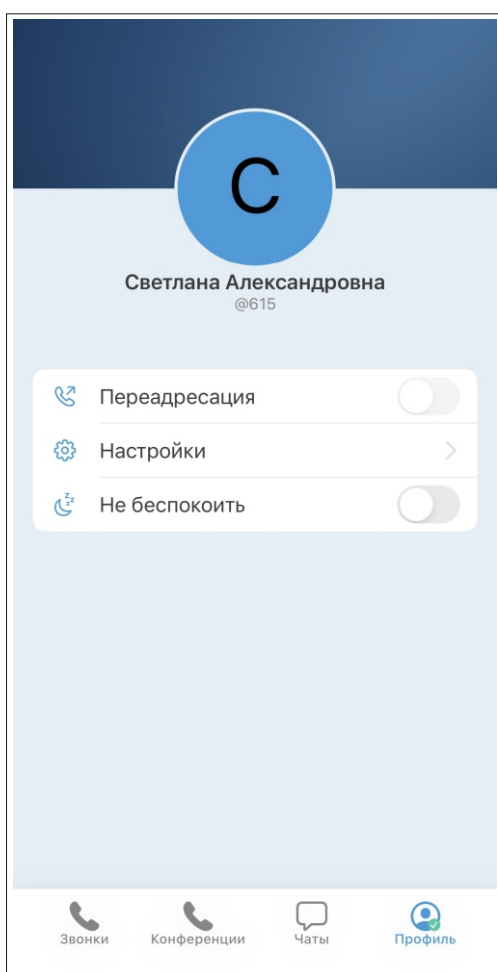 С
Светлана Александровна
@615
Переадресация
Настройки
Не беспокоить
Звонки Конференции Чаты Профиль